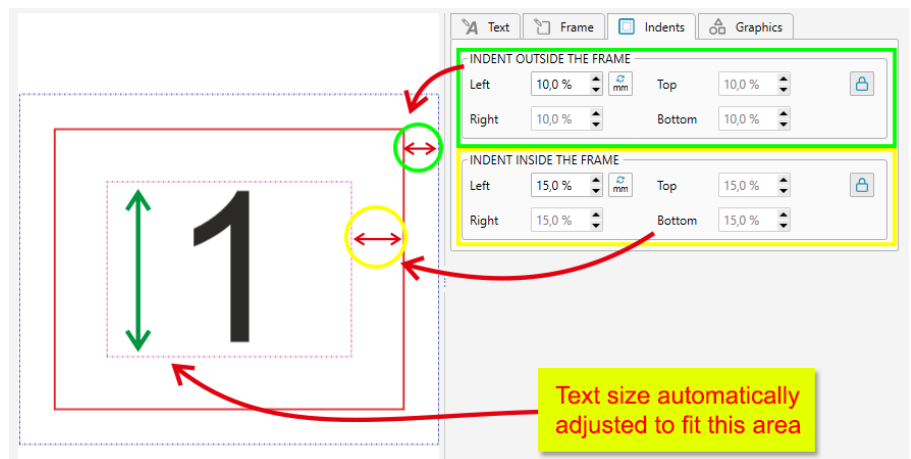 Text Frame Indents Graphics
INDENT OUTSIDE THE FRAME
Left 10,0 % mm Top 10,0 %
Right 10,0 % Bottom 10,0 %
INDENT INSIDE THE FRAME
Left 15,0 % mm Top 15,0 %
Right 15,0 % Bottom 15,0 %
1
Text size automatically
adjusted to fit this area